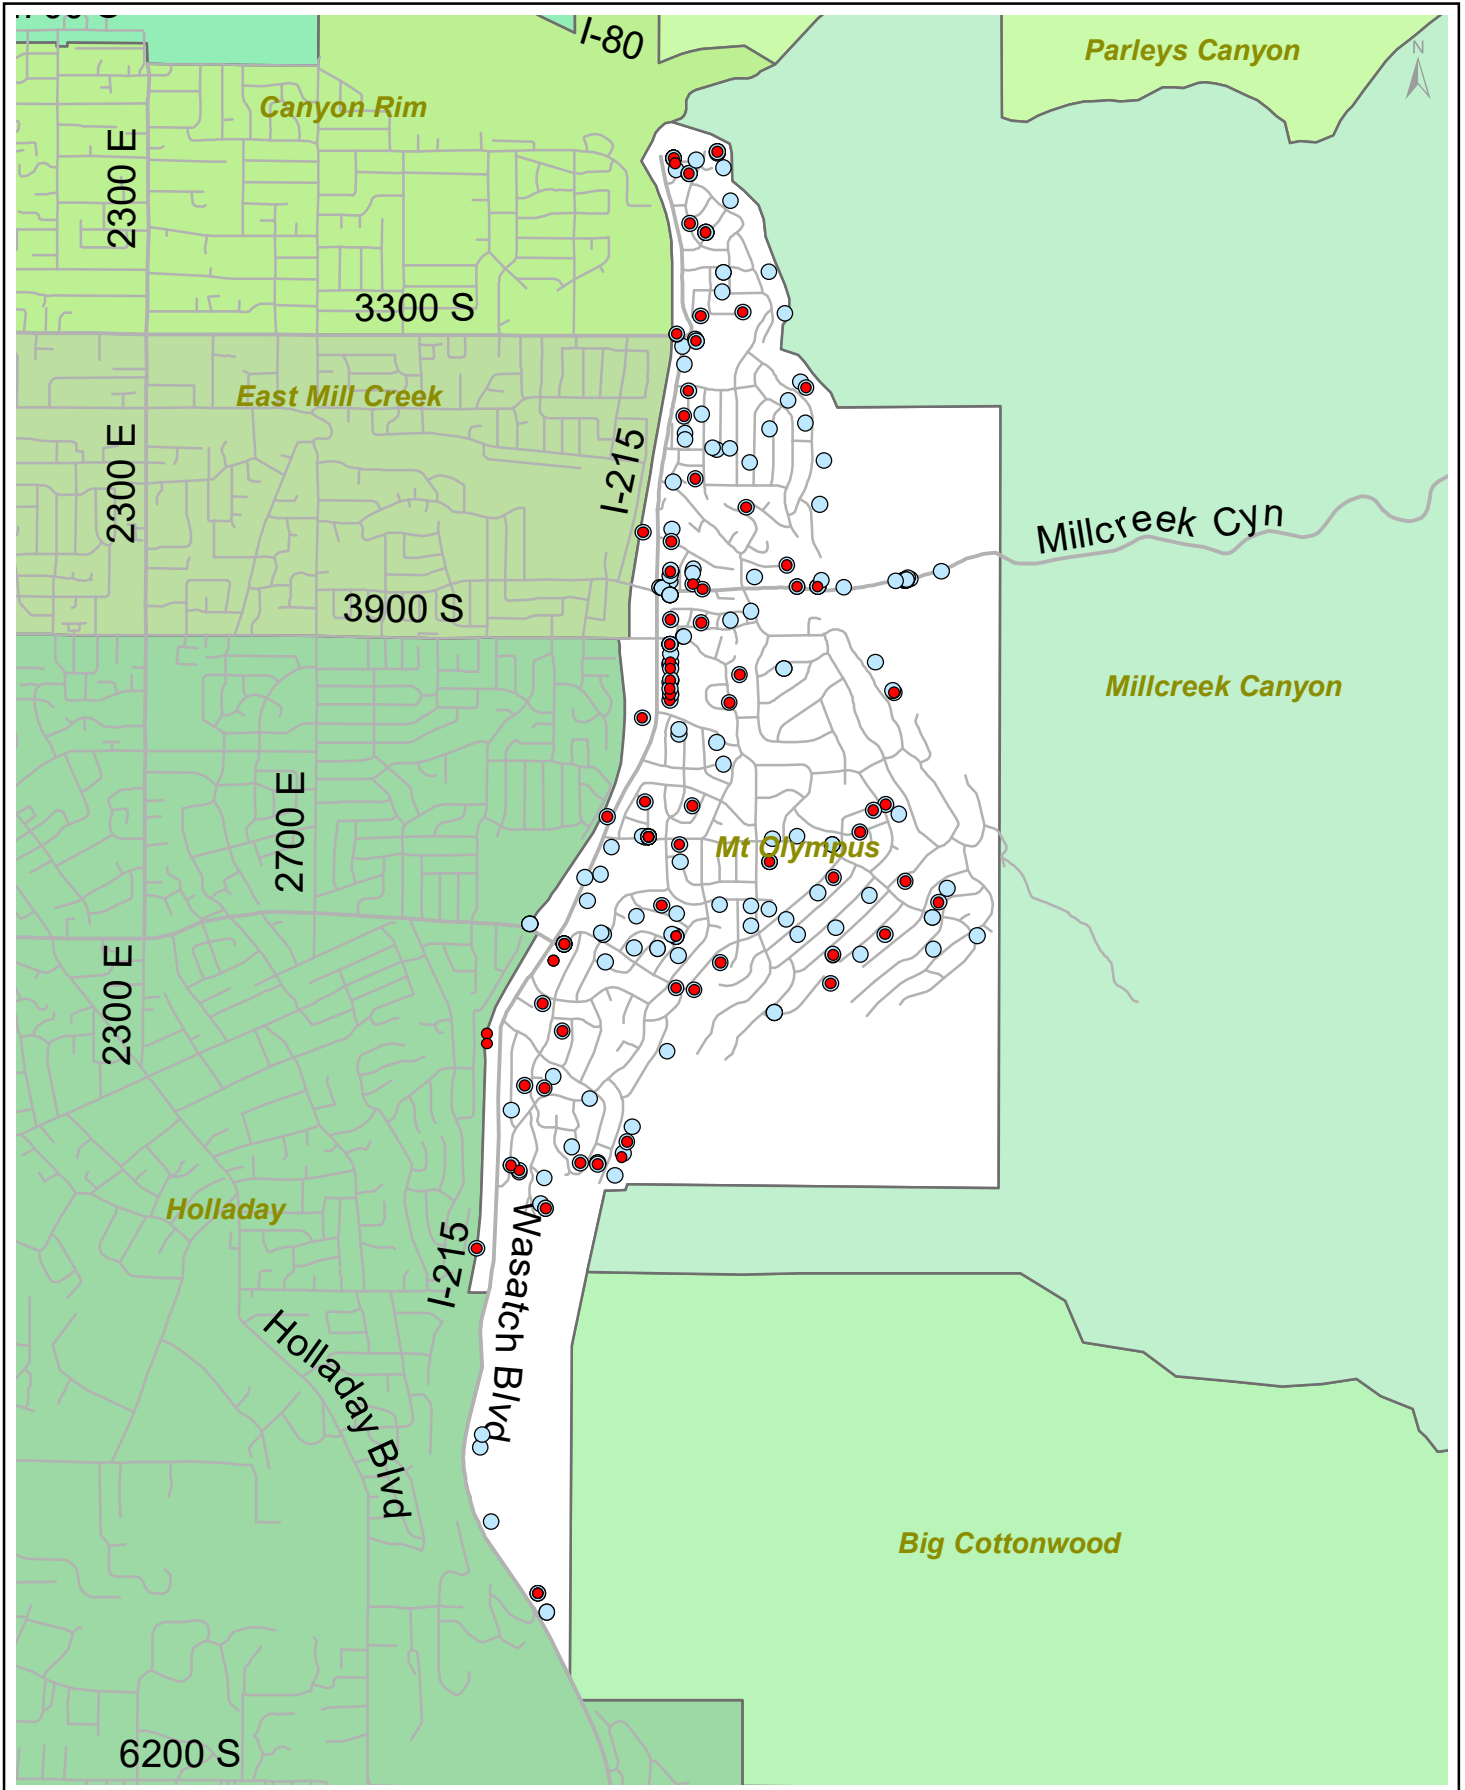 I-80
Parleys Canyon
N
Canyon Rim
2300 E
3300 S
East Mill Creek
I-215
2300 E
Millcreek Cyn
3900 S
Millcreek Canyon
2700 E
Mt Olympus
2300 E
Holladay
I-215
Wasatch Blvd
Holladay Blvd
Big Cottonwood
6200 S